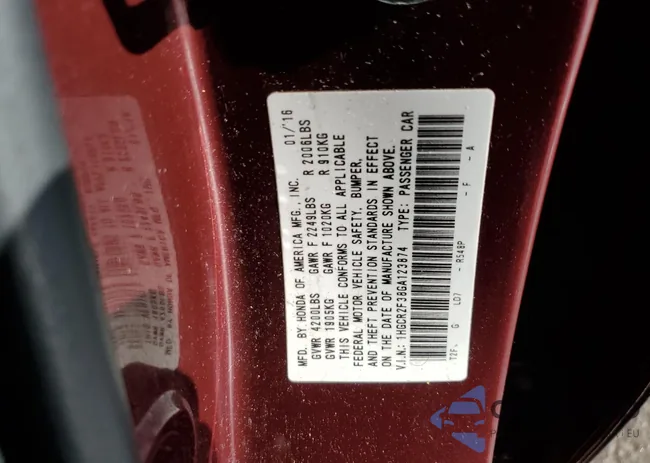 MFD. BY HONDA OF AMERICA MFG., INC. 01/'16
GVWR 4200LBS GAWR F 2249LBS R 2006LBS
GVWR 1905KG GAWR F 1020KG R 910KG
THIS VEHICLE CONFORMS TO ALL APPLICABLE
FEDERAL MOTOR VEHICLE SAFETY, BUMPER,
AND THEFT PREVENTION STANDARDS IN EFFECT
ON THE DATE OF MANUFACTURE SHOWN ABOVE.
V.I.N.: 1HGCR2F38GA123874 TYPE: PASSENGER CAR
G LD7 - R548P - F - A